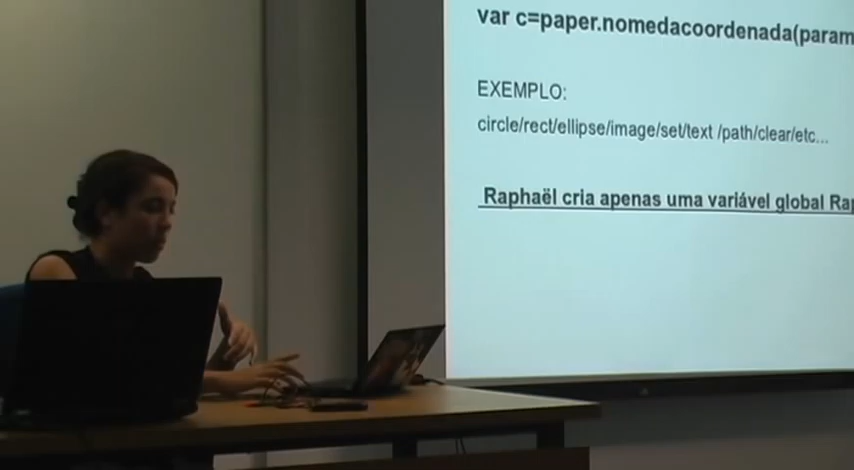 var c=paper.nomedacoordenada(param
EXEMPLO:
circle/rect/ellipse/image/set/text /path/clear/etc...
Raphaël cria apenas uma variável global Rap